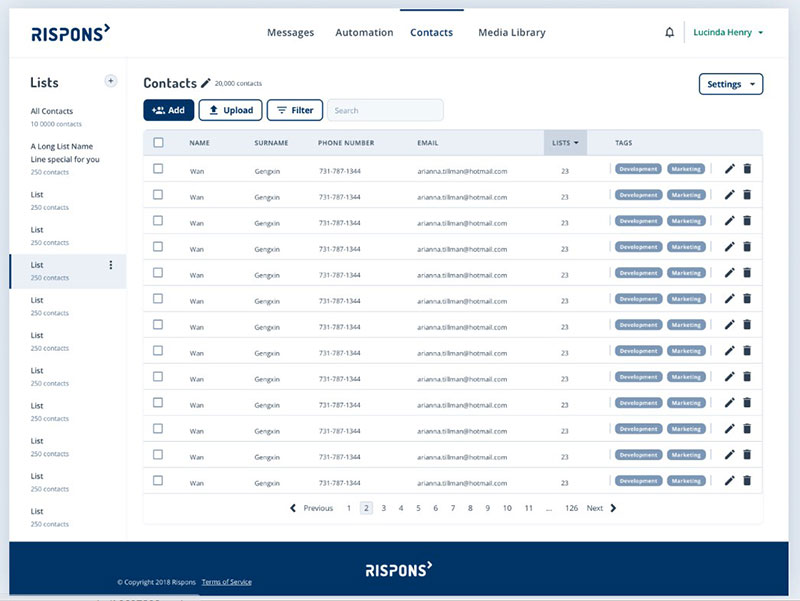 RISPONS
Messages Automation Contacts Media Library
Lucinda Henry
Lists
All Contacts
10 0000 contacts
A Long List Name
Line special for you
250 contacts
List
250 contacts
List
250 contacts
List
250 contacts
List
250 contacts
List
250 contacts
List
250 contacts
List
250 contacts
List
250 contacts
List
250 contacts
List
250 contacts
Contacts 20,000 contacts
Settings
Add Upload Filter Search
NAME SURNAME PHONE NUMBER EMAIL LISTS TAGS
Wan Gengxin 731-787-1344 arianna.tillman@hotmail.com 23 Development Marketing
Wan Gengxin 731-787-1344 arianna.tillman@hotmail.com 23 Development Marketing
Wan Gengxin 731-787-1344 arianna.tillman@hotmail.com 23 Development Marketing
Wan Gengxin 731-787-1344 arianna.tillman@hotmail.com 23 Development Marketing
Wan Gengxin 731-787-1344 arianna.tillman@hotmail.com 23 Development Marketing
Wan Gengxin 731-787-1344 arianna.tillman@hotmail.com 23 Development Marketing
Wan Gengxin 731-787-1344 arianna.tillman@hotmail.com 23 Development Marketing
Wan Gengxin 731-787-1344 arianna.tillman@hotmail.com 23 Development Marketing
Wan Gengxin 731-787-1344 arianna.tillman@hotmail.com 23 Development Marketing
Wan Gengxin 731-787-1344 arianna.tillman@hotmail.com 23 Development Marketing
Wan Gengxin 731-787-1344 arianna.tillman@hotmail.com 23 Development Marketing
Wan Gengxin 731-787-1344 arianna.tillman@hotmail.com 23 Development Marketing
Wan Gengxin 731-787-1344 arianna.tillman@hotmail.com 23 Development Marketing
Previous 1 2 3 4 5 6 7 8 9 10 11 ... 126 Next
RISPONS
© Copyright 2018 Rispons Terms of Service